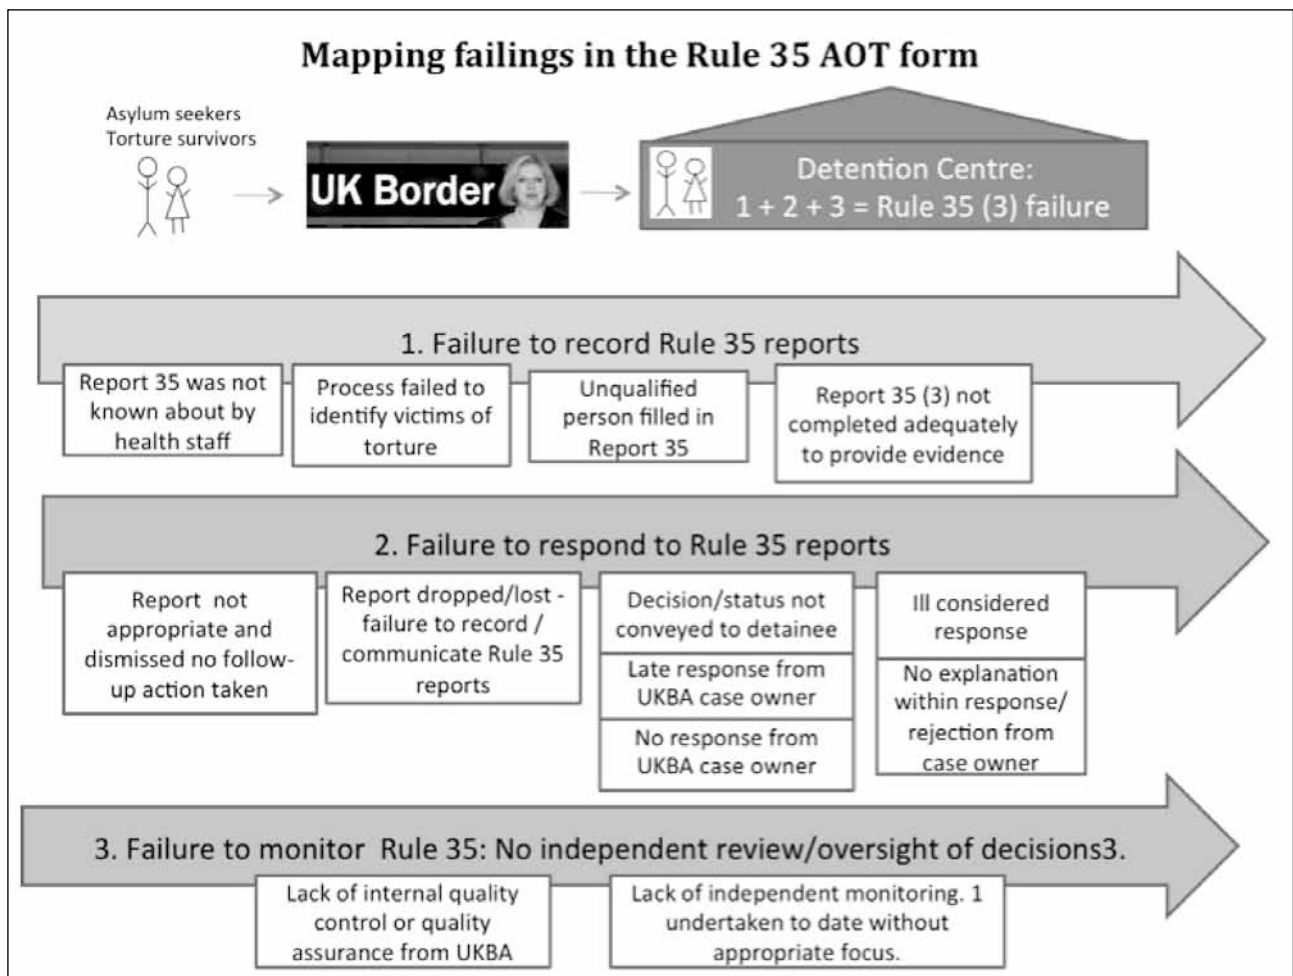 Mapping failings in the Rule 35 AOT form
Asylum seekers
Torture survivors
UK Border
Detention Centre:
1 + 2 + 3 = Rule 35 (3) failure
1. Failure to record Rule 35 reports
Report 35 was not
known about by
health staff
Process failed to
identify victims of
torture
Unqualified
person filled in
Report 35
Report 35 (3) not
completed adequately
to provide evidence
2. Failure to respond to Rule 35 reports
Report not
appropriate and
dismissed no follow-
up action taken
Report dropped/lost -
failure to record /
communicate Rule 35
reports
Decision/status not
conveyed to detainee
Late response from
UKBA case owner
No response from
UKBA case owner
Ill considered
response
No explanation
within response/
rejection from
case owner
3. Failure to monitor Rule 35: No independent review/oversight of decisions3.
Lack of internal quality
control or quality
assurance from UKBA
Lack of independent monitoring. 1
undertaken to date without
appropriate focus.